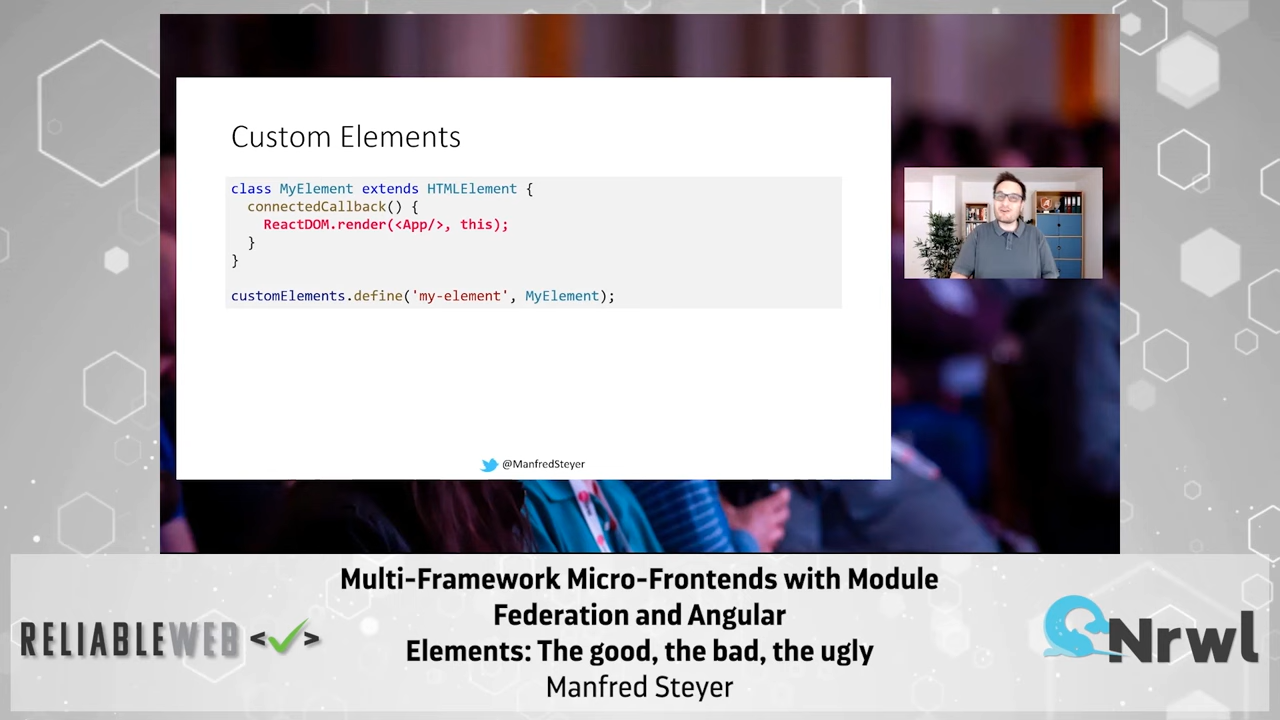 Custom Elements
class MyElement extends HTMLElement {
  connectedCallback() {
    ReactDOM.render(<App/>, this);
  }
}
customElements.define('my-element', MyElement);
@ManfredSteyer
Multi-Framework Micro-Frontends with Module
Federation and Angular
Elements: The good, the bad, the ugly
Manfred Steyer
RELIABLEWEB <✓>
Nrwl